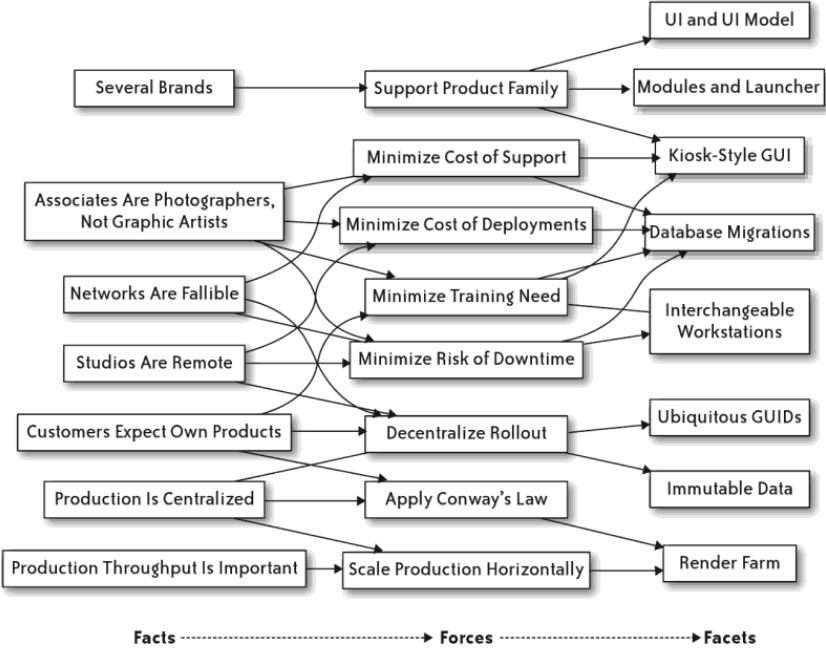 UI and UI Model
Several Brands
Support Product Family
Modules and Launcher
Minimize Cost of Support
Kiosk-Style GUI
Associates Are Photographers,
Not Graphic Artists
Minimize Cost of Deployments
Database Migrations
Networks Are Fallible
Minimize Training Need
Interchangeable
Workstations
Studios Are Remote
Minimize Risk of Downtime
Customers Expect Own Products
Decentralize Rollout
Ubiquitous GUIDs
Production Is Centralized
Apply Conway's Law
Immutable Data
Production Throughput Is Important
Scale Production Horizontally
Render Farm
Facts
Forces
Facets